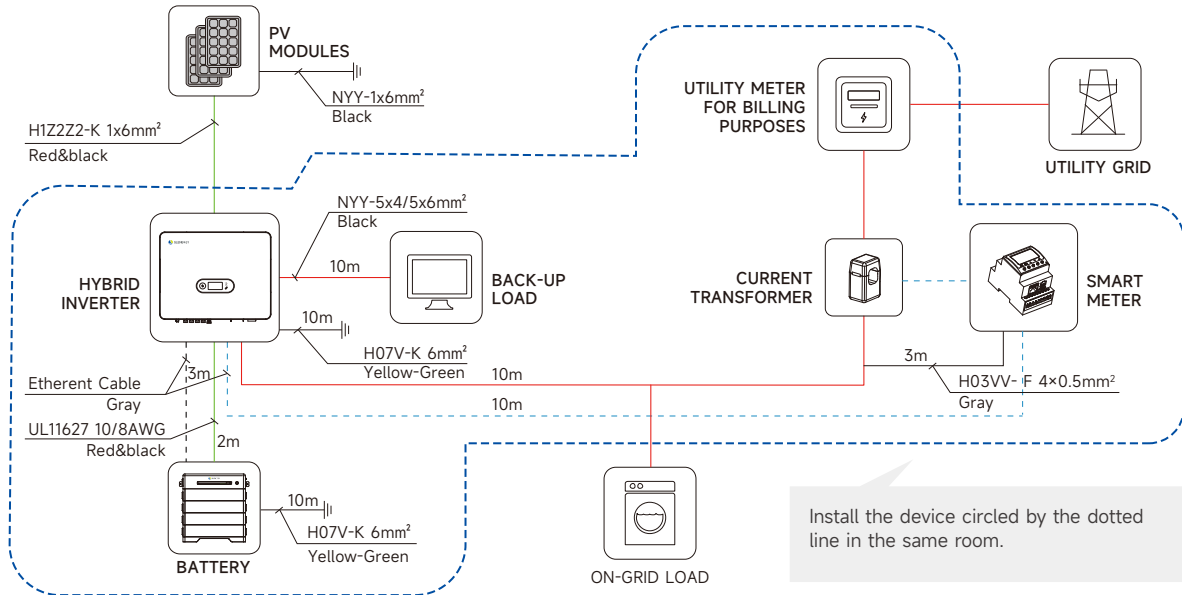 PV
MODULES
NYY-1x6mm²
Black
H1Z2Z2-K 1x6mm²
Red&black
UTILITY METER
FOR BILLING
PURPOSES
UTILITY GRID
NYY-5x4/5x6mm²
Black
10m
HYBRID
INVERTER
BACK-UP
LOAD
CURRENT
TRANSFORMER
SMART
METER
10m
H07V-K 6mm²
Yellow-Green
3m
Etherent Cable
Gray
10m
10m
3m
H03VV- F 4×0.5mm²
Gray
UL11627 10/8AWG
Red&black
2m
10m
H07V-K 6mm²
Yellow-Green
BATTERY
ON-GRID LOAD
Install the device circled by the dotted
line in the same room.